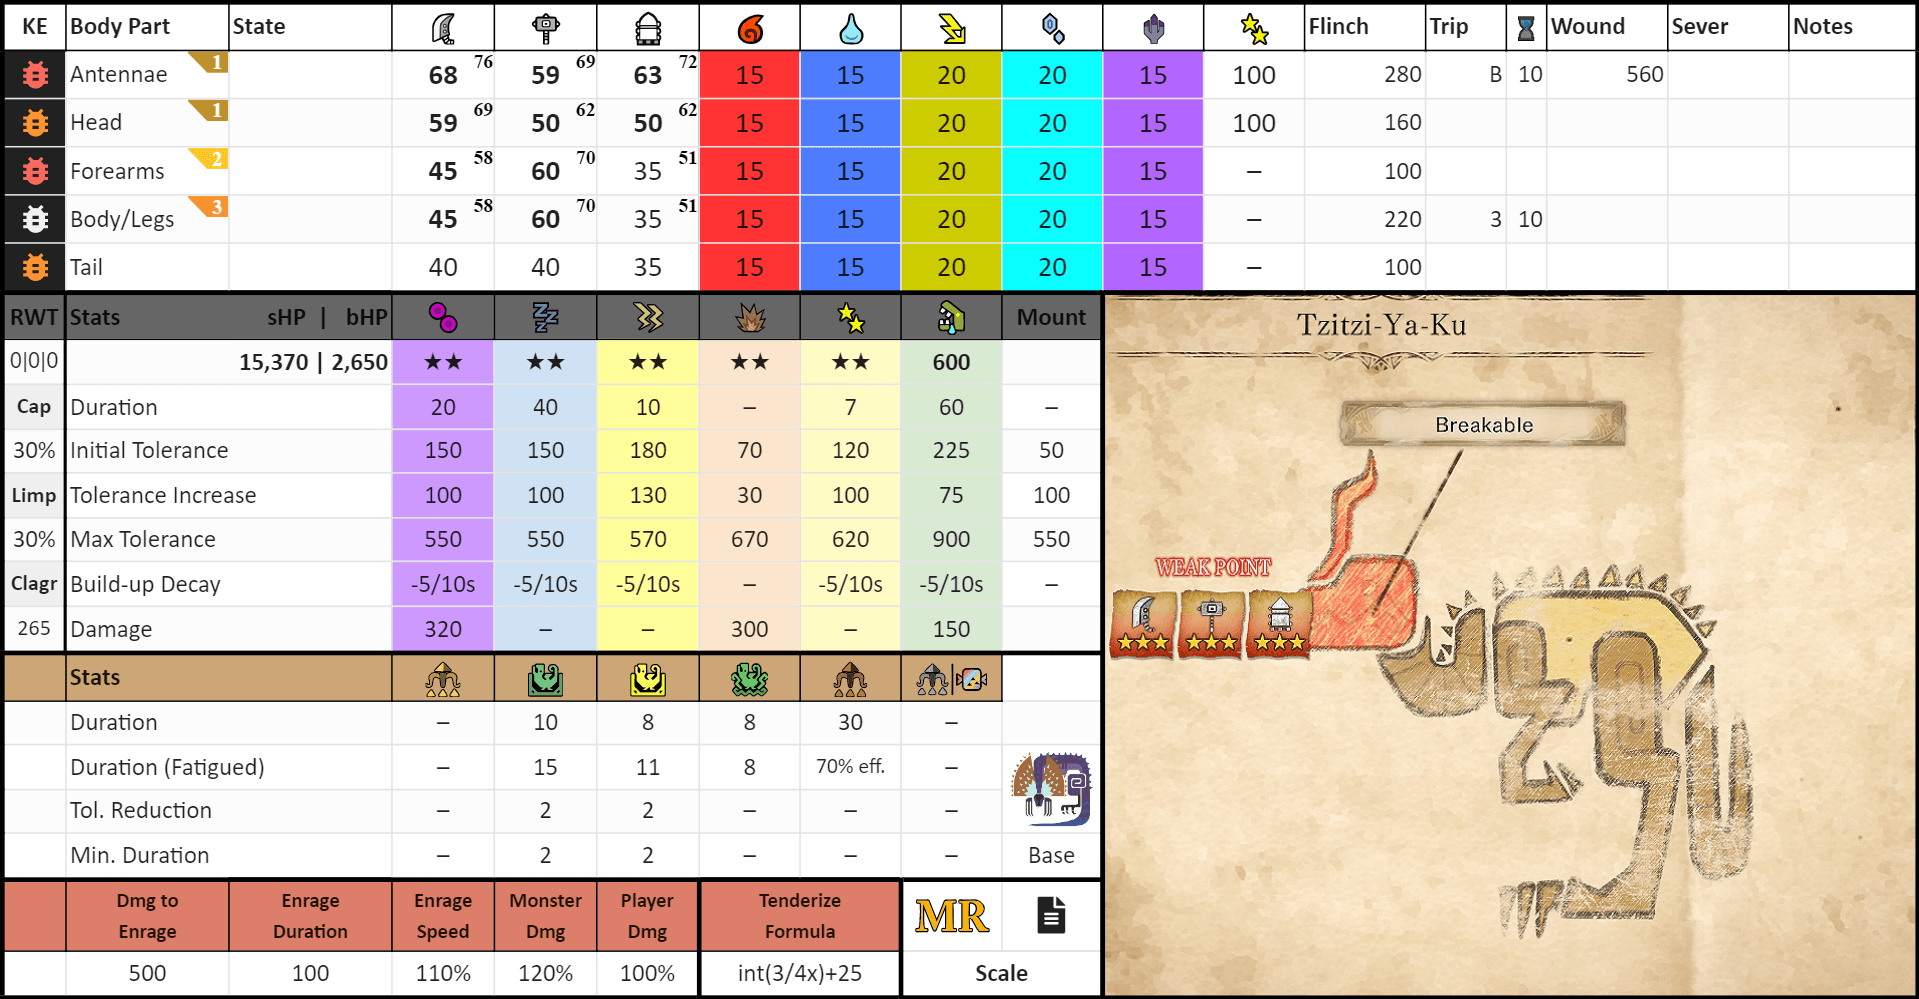 KE Body Part State Flinch Trip Wound Sever Notes
Antennae 1 68 76 59 69 63 72 15 15 20 20 15 100 280 B 10 560
Head 1 59 69 50 62 50 62 15 15 20 20 15 100 160
Forearms 2 45 58 60 70 35 51 15 15 20 20 15 – 100
Body/Legs 3 45 58 60 70 35 51 15 15 20 20 15 – 220 3 10
Tail 40 40 35 15 15 20 20 15 – 100
RWT Stats sHP | bHP Mount
0|0|0 15,370 | 2,650 ★★ ★★ ★★ ★★ ★★ 600
Cap Duration 20 40 10 – 7 60 –
30% Initial Tolerance 150 150 180 70 120 225 50
Limp Tolerance Increase 100 100 130 30 100 75 100
30% Max Tolerance 550 550 570 670 620 900 550
Clagr Build-up Decay -5/10s -5/10s -5/10s – -5/10s -5/10s –
265 Damage 320 – – 300 – 150
Stats
Duration – 10 8 8 30 –
Duration (Fatigued) – 15 11 8 70% eff. –
Tol. Reduction – 2 2 – – –
Min. Duration – 2 2 – – – Base
Dmg to Enrage Enrage Duration Enrage Speed Monster Dmg Player Dmg Tenderize Formula MR
500 100 110% 120% 100% int(3/4x)+25 Scale
Tzitzi-Ya-Ku
Breakable
WEAK POINT